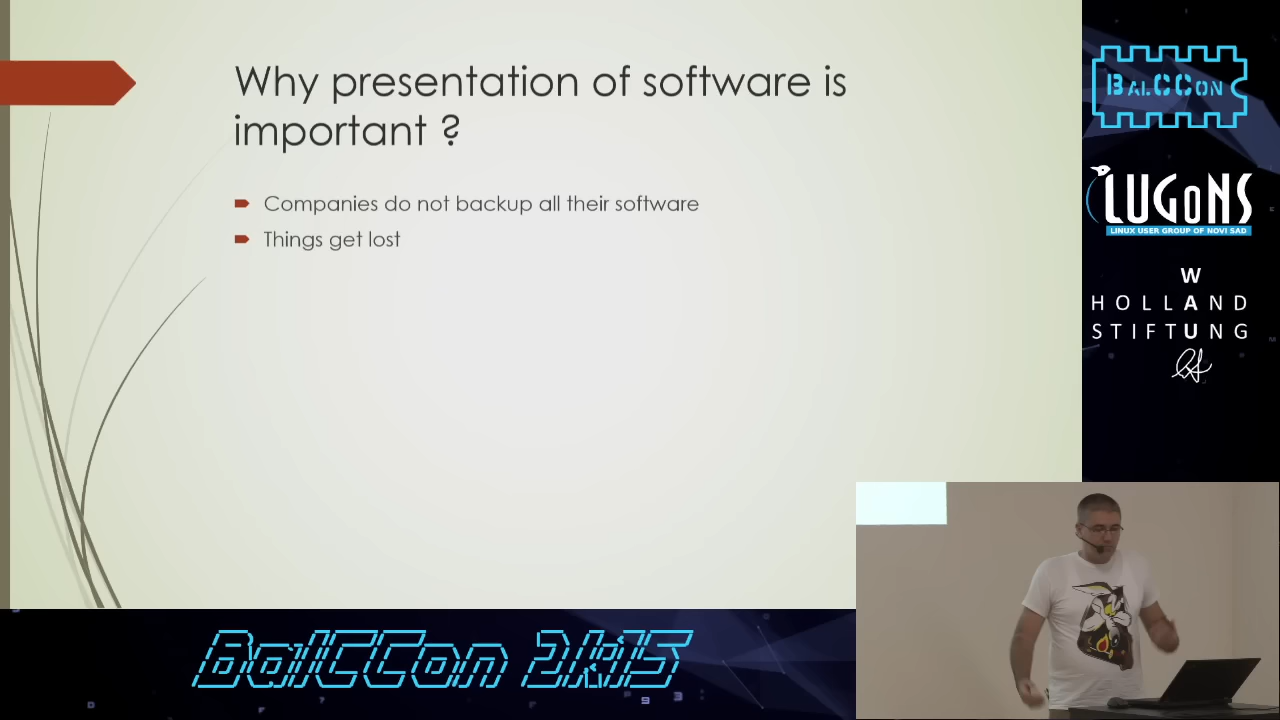 Why presentation of software is
important ?
Companies do not backup all their software
Things get lost
BALCCON
LUGoNS
LINUX USER GROUP OF NOVI SAD
W
HOLLAND
A
STIFTUNG
BalCCon 2k15